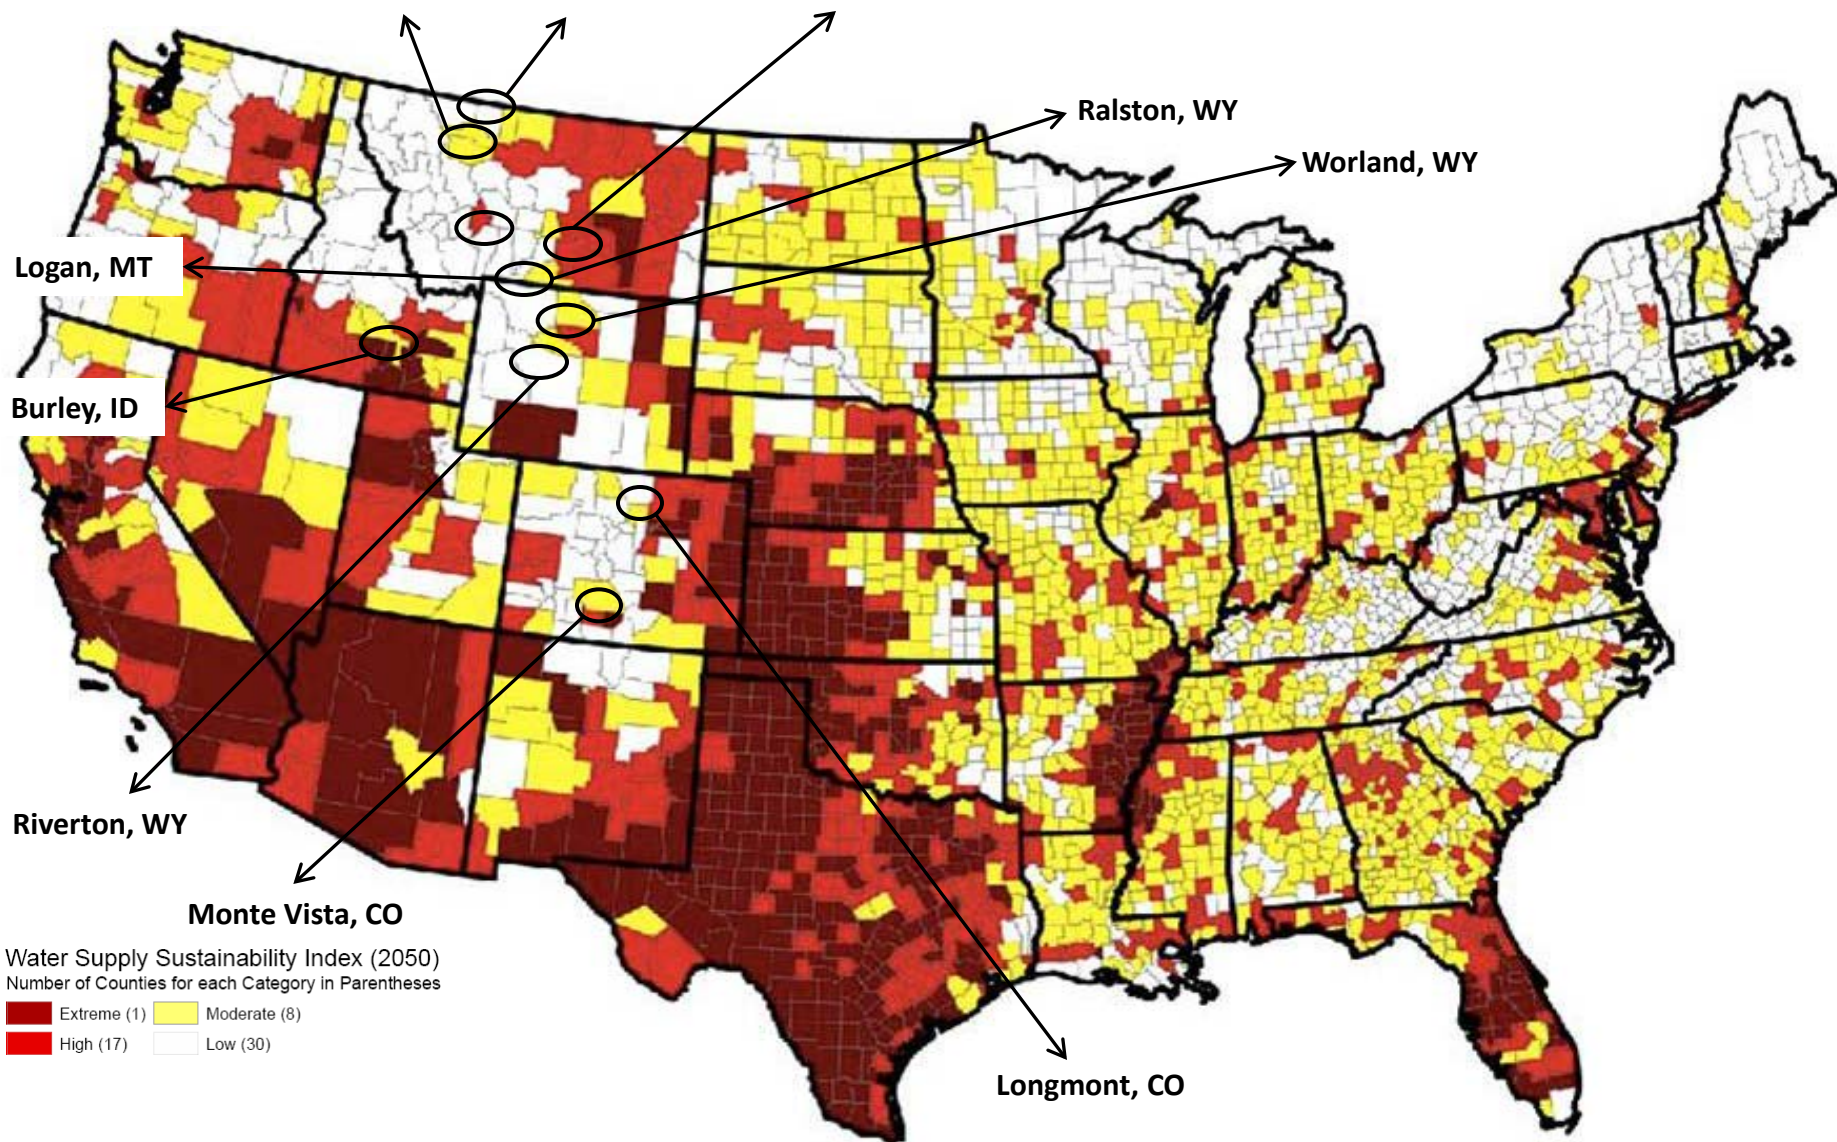 Ralston, WY
Worland, WY
Logan, MT
Burley, ID
Riverton, WY
Monte Vista, CO
Water Supply Sustainability Index (2050)
Number of Counties for each Category in Parentheses
Extreme (1) Moderate (8)
High (17) Low (30)
Longmont, CO